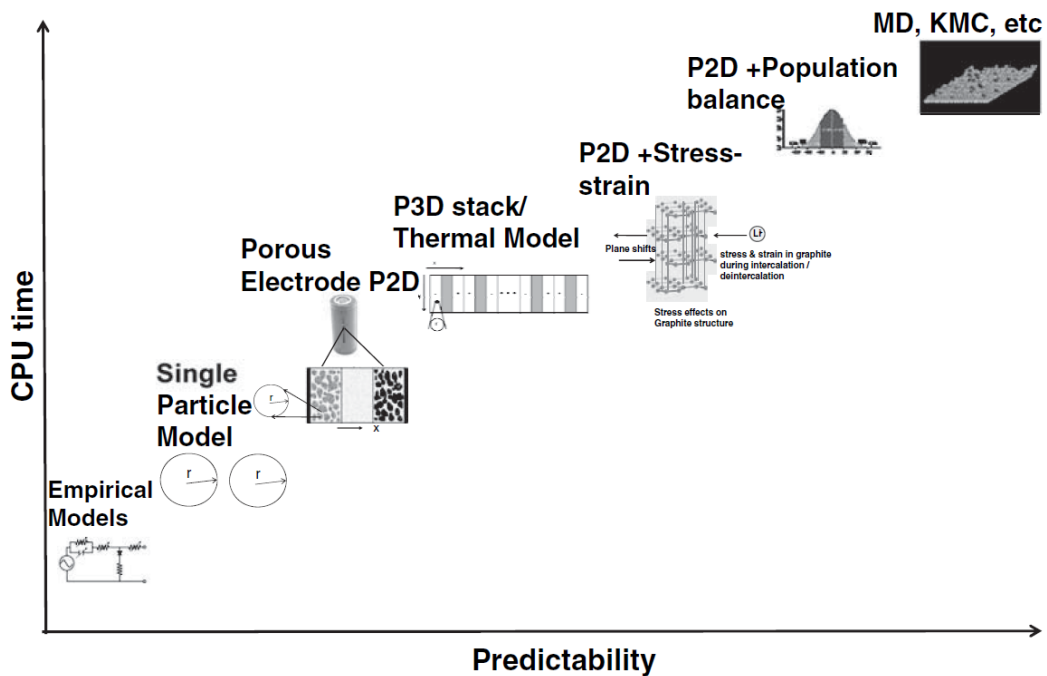 MD, KMC, etc
P2D +Population
balance
P2D +Stress-
strain
P3D stack/
Thermal Model
Plane shifts
Li+
stress & strain in graphite
during intercalation /
deintercalation
Stress effects on
Graphite structure
Porous
Electrode P2D
Single
Particle
Model
r
X
r
r
Empirical
Models
CPU time
Predictability